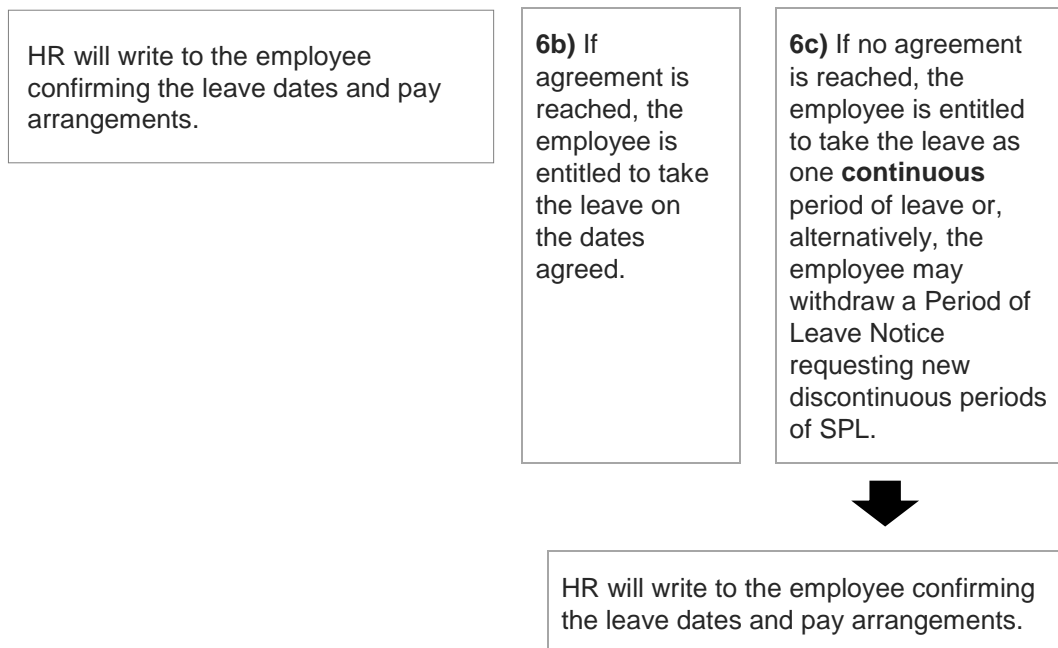 HR will write to the employee
confirming the leave dates and pay
arrangements.
6b) If
agreement is
reached, the
employee is
entitled to take
the leave on
the dates
agreed.
6c) If no agreement
is reached, the
employee is entitled
to take the leave as
one continuous
period of leave or,
alternatively, the
employee may
withdraw a Period of
Leave Notice
requesting new
discontinuous periods
of SPL.
HR will write to the employee confirming
the leave dates and pay arrangements.